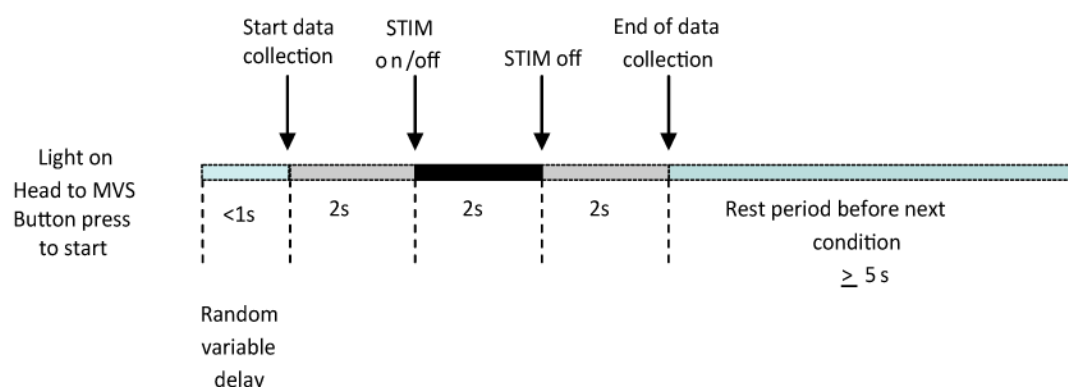 Start data
collection
STIM
on/off
STIM off
End of data
collection
Light on
Head to MVS
Button press
to start
<1s
2s
2s
2s
Rest period before next
condition
≥ 5 s
Random
variable
delay